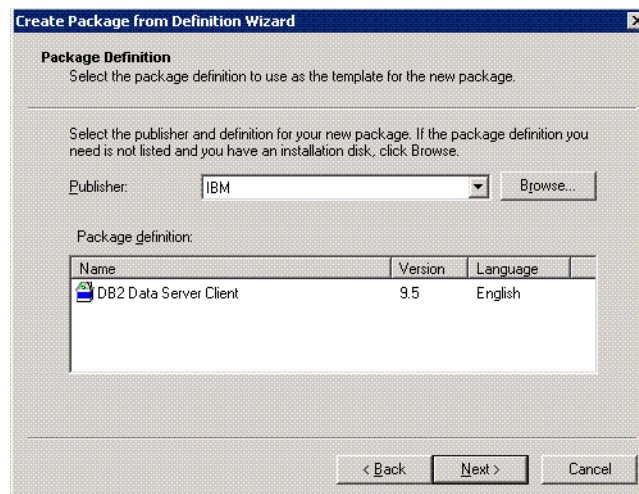 Create Package from Definition Wizard
Package Definition
Select the package definition to use as the template for the new package.
Select the publisher and definition for your new package. If the package definition you
need is not listed and you have an installation disk, click Browse.
Publisher: IBM Browse...
Package definition:
Name Version Language
DB2 Data Server Client 9.5 English
< Back Next > Cancel